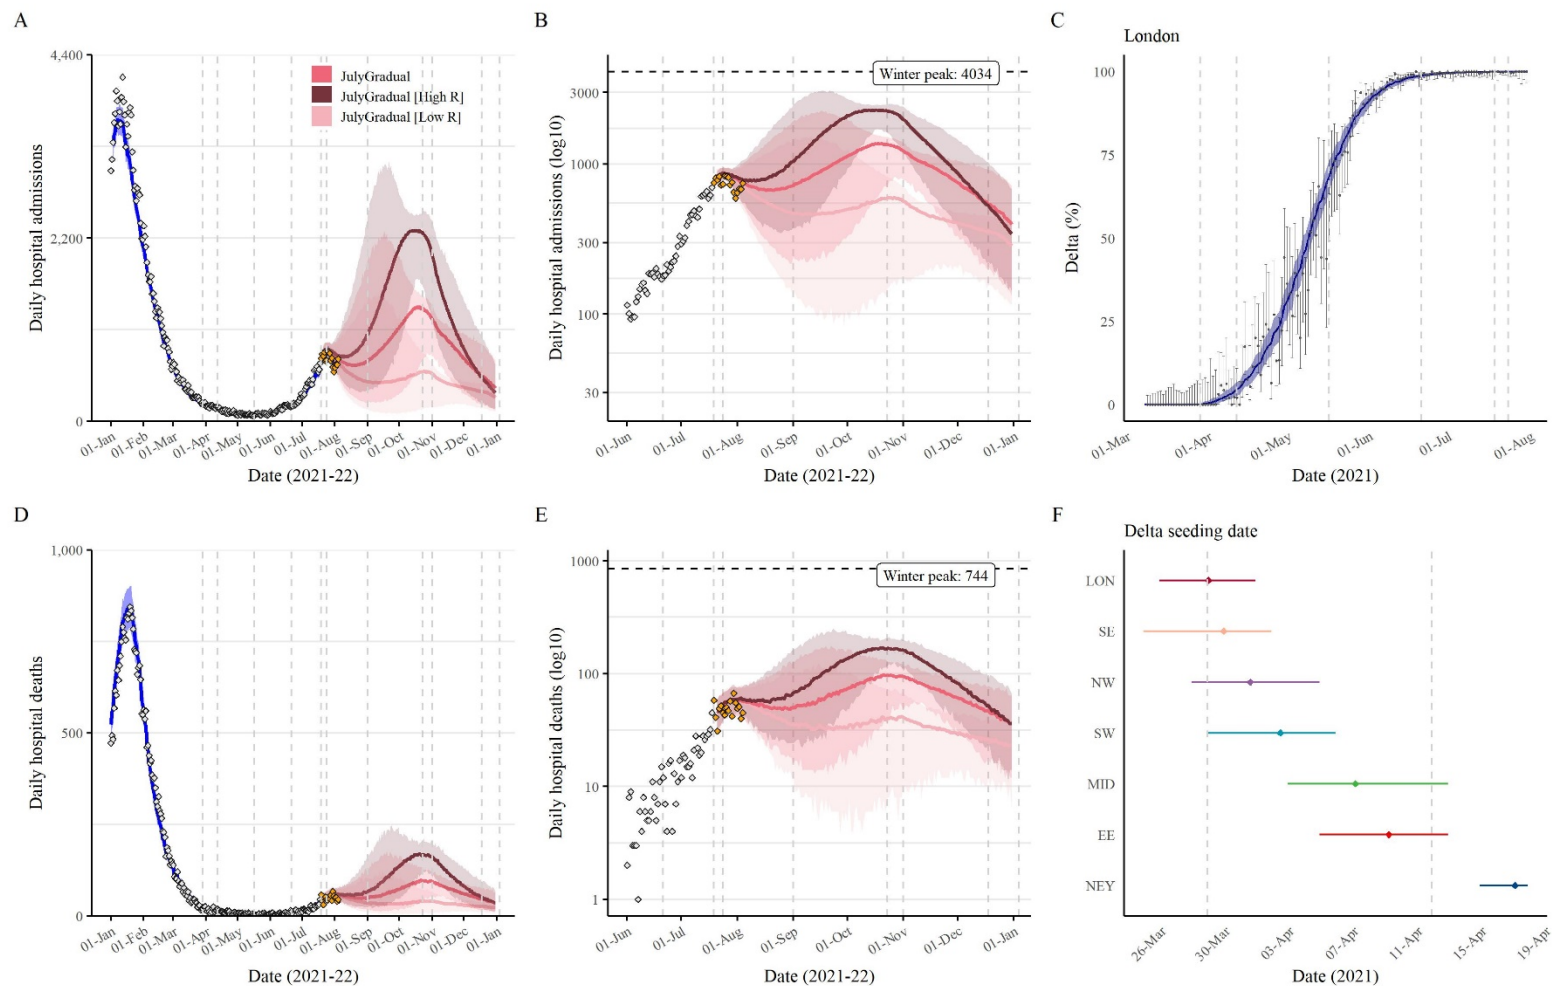 A
4,400
2,200
0
Daily hospital admissions
JulyGradual
JulyGradual [High R]
JulyGradual [Low R]
01-Jan
01-Feb
01-Mar
01-Apr
01-May
01-Jun
01-Jul
01-Aug
01-Sep
01-Oct
01-Nov
01-Dec
01-Jan
Date (2021-22)
B
Winter peak: 4034
3000
1000
300
100
30
Daily hospital admissions (log10)
01-Jun
01-Jul
01-Aug
01-Sep
01-Oct
01-Nov
01-Dec
01-Jan
Date (2021-22)
C
London
100
75
50
25
0
Delta (%)
01-Mar
01-Apr
01-May
01-Jun
01-Jul
01-Aug
Date (2021)
D
1,000
500
0
Daily hospital deaths
01-Jan
01-Feb
01-Mar
01-Apr
01-May
01-Jun
01-Jul
01-Aug
01-Sep
01-Oct
01-Nov
01-Dec
01-Jan
Date (2021-22)
E
Winter peak: 744
1000
100
10
1
Daily hospital deaths (log10)
01-Jun
01-Jul
01-Aug
01-Sep
01-Oct
01-Nov
01-Dec
01-Jan
Date (2021-22)
F
Delta seeding date
LON
SE
NW
SW
MID
EE
NEY
26-Mar
30-Mar
03-Apr
07-Apr
11-Apr
15-Apr
19-Apr
Date (2021)